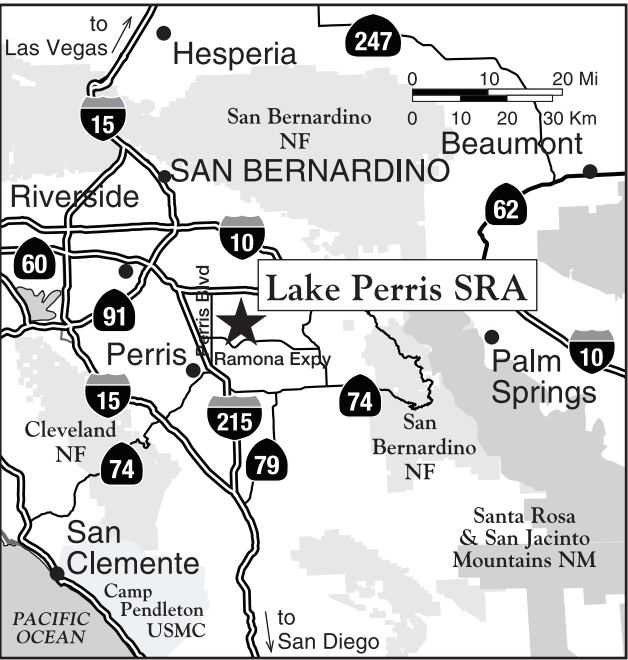 to
Las Vegas
Hesperia
247
0 10 20 Mi
0 10 20 30 Km
15
San Bernardino
NF
Beaumont
SAN BERNARDINO
Riverside
62
10
60
Lake Perris SRA
91
Perris Blvd
Perris
Ramona Expy
Palm
Springs
10
15
215
74
Cleveland
NF
San
Bernardino
NF
74
79
Santa Rosa
& San Jacinto
Mountains NM
San
Clemente
Camp
Pendleton
USMC
PACIFIC
OCEAN
to
San Diego